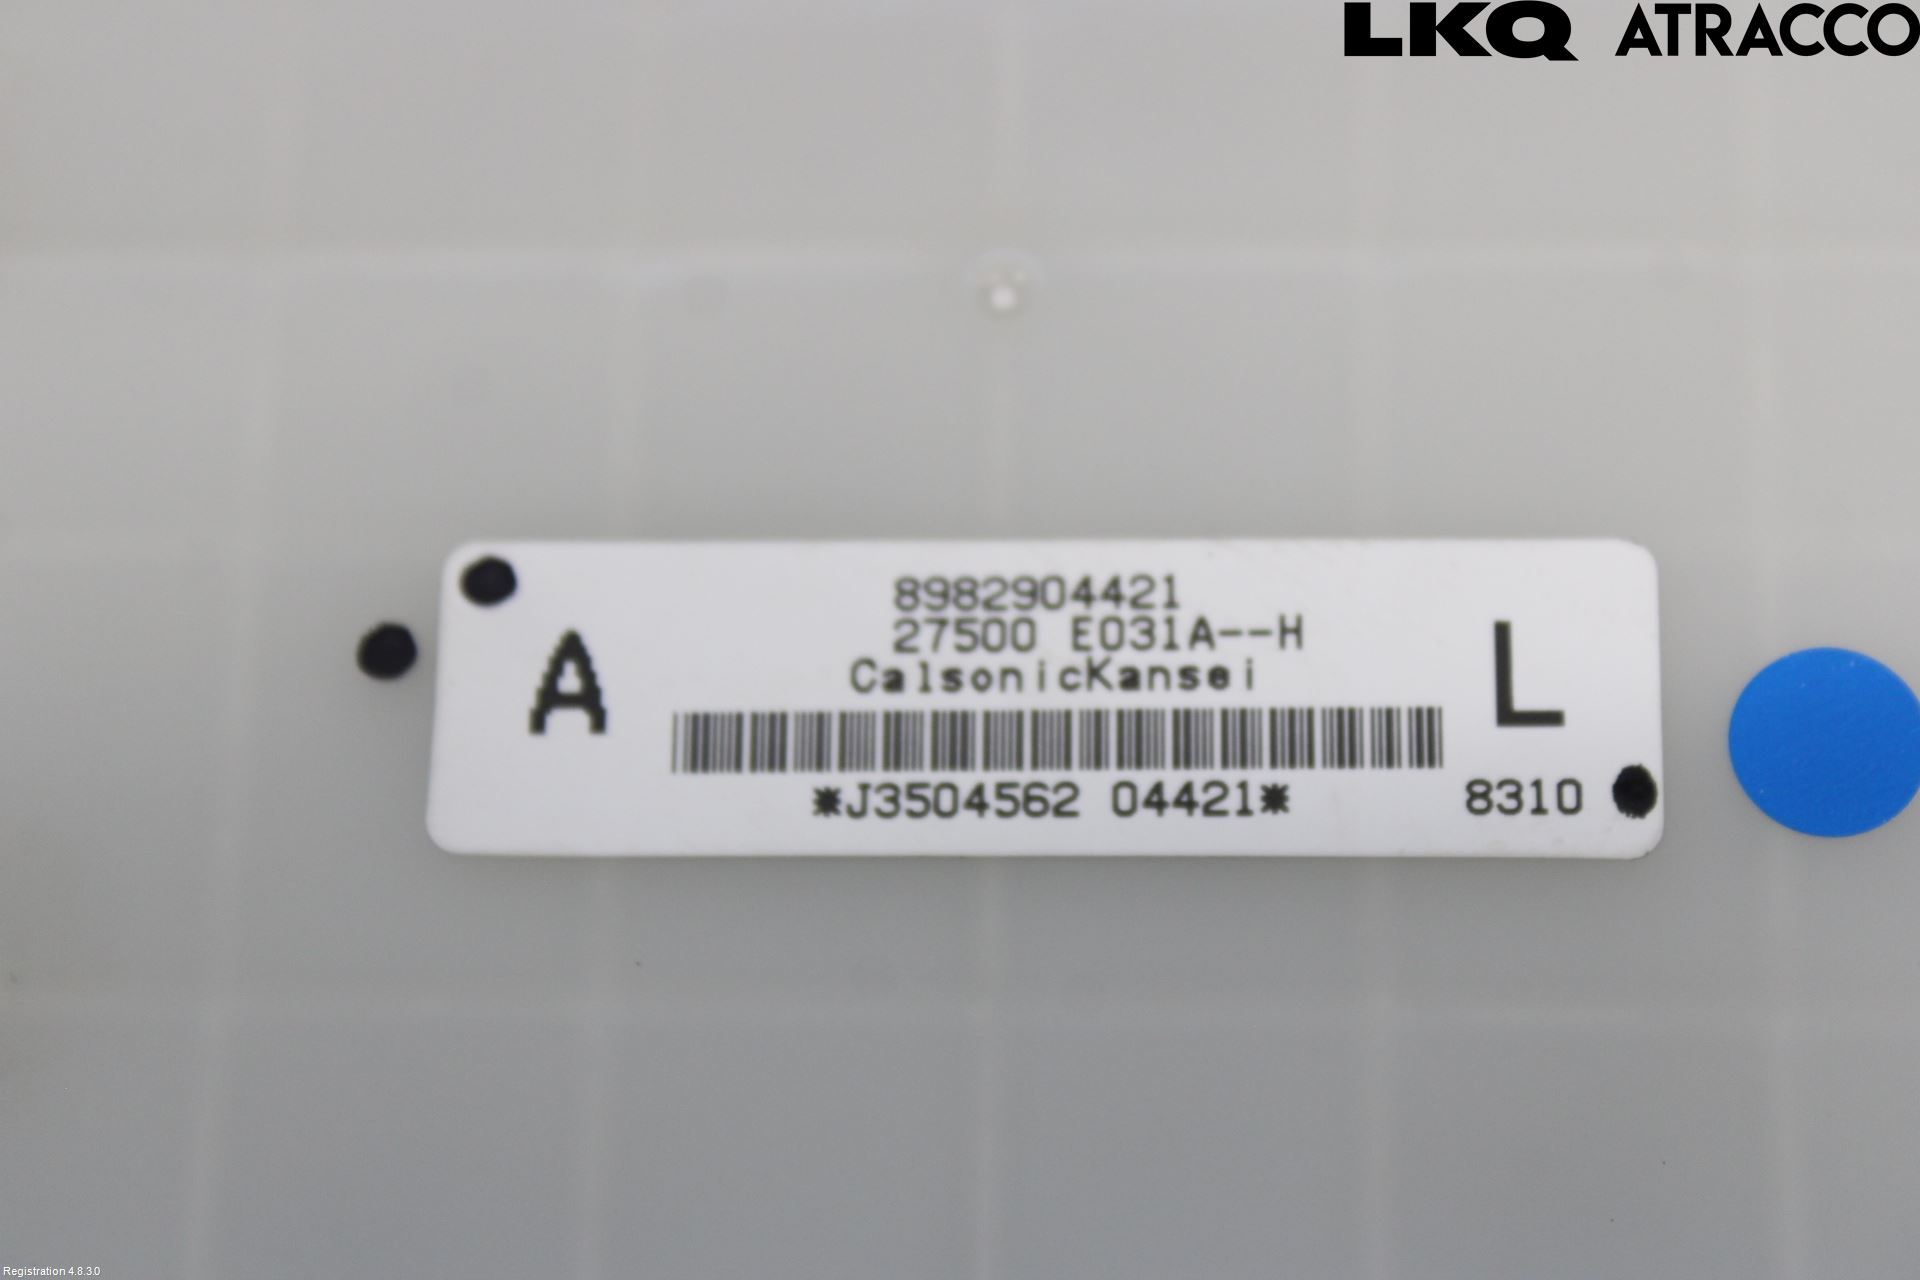 LKQ ATRACCO
8982904421
27500 E031A--H
CalsonicKansei
A
L
*J3504562 04421*
8310
Registration 4.8.3.0